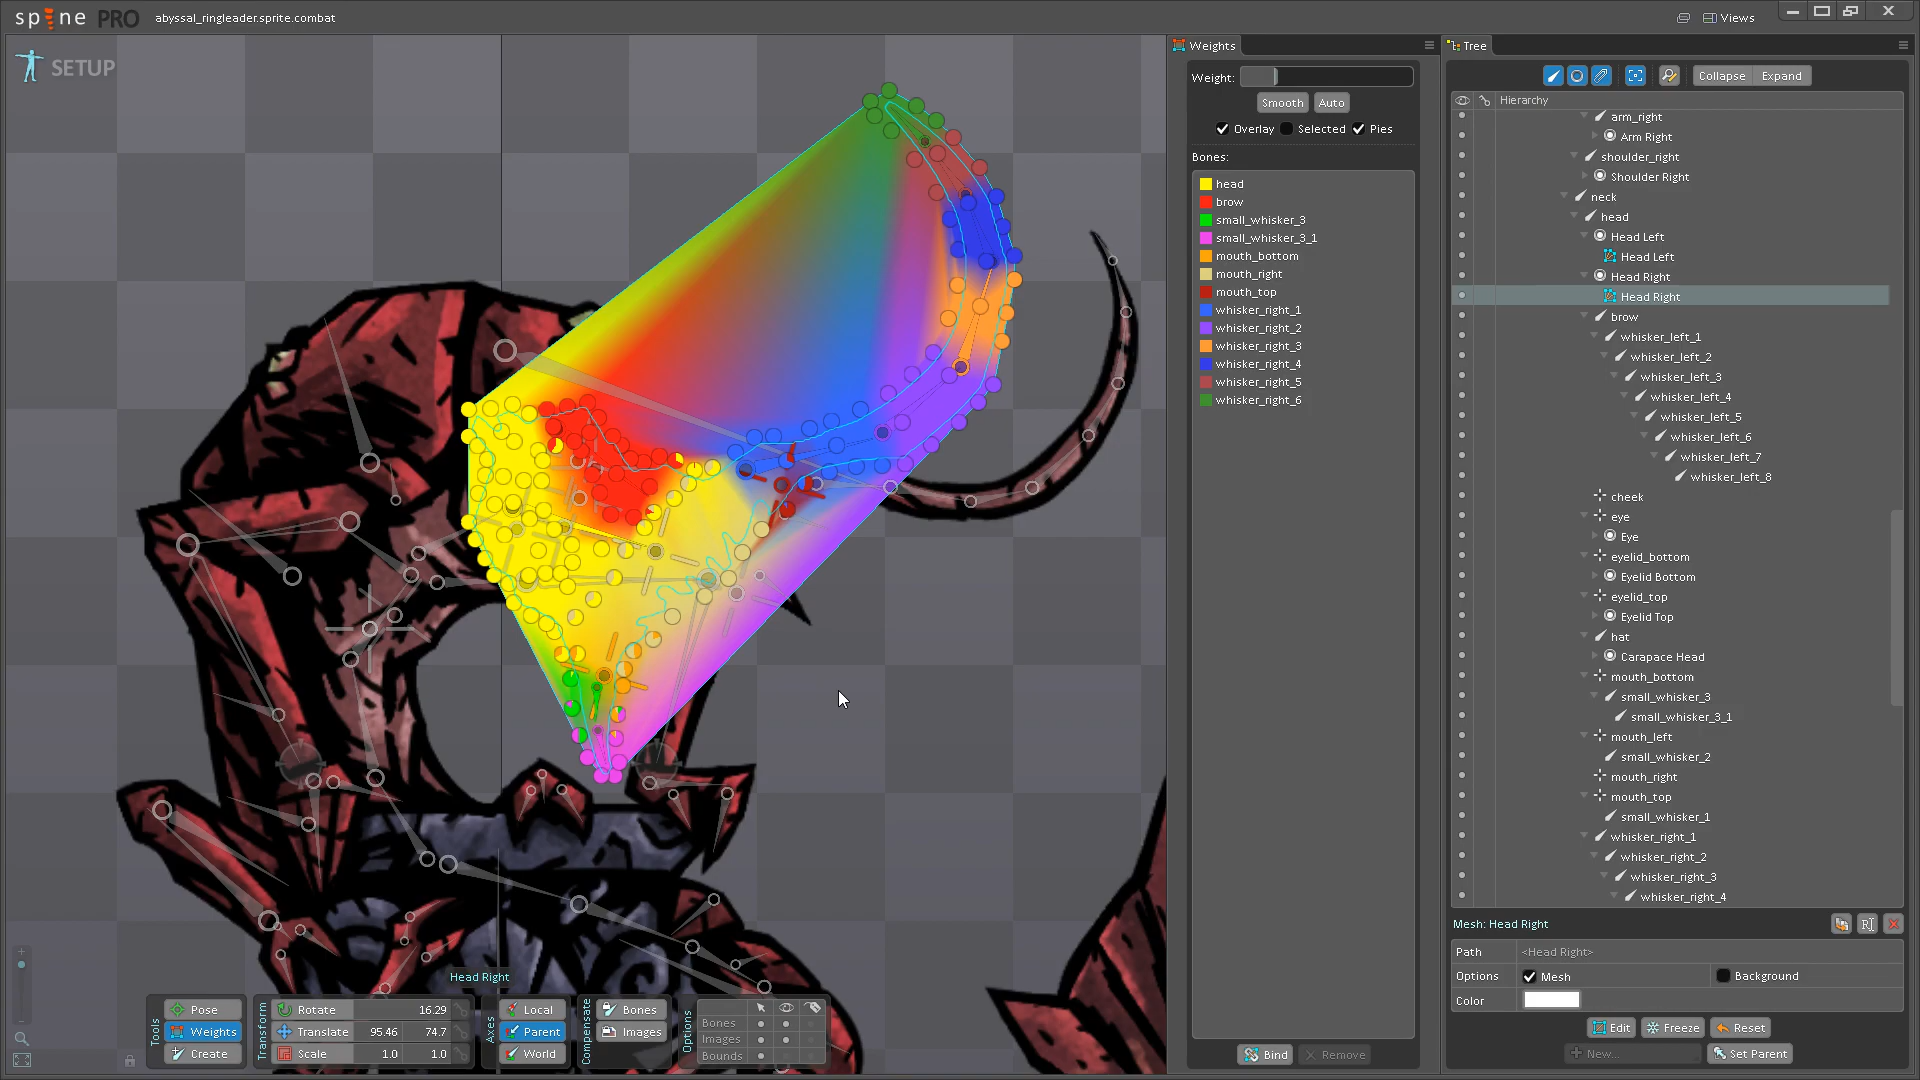 spine PRO
abyssal_ringleader.sprite.combat
Views
SETUP
Weights
Weight:
Smooth Auto
Overlay Selected Pies
Bones:
head
brow
small_whisker_3
small_whisker_3_1
mouth_bottom
mouth_right
mouth_top
whisker_right_1
whisker_right_2
whisker_right_3
whisker_right_4
whisker_right_5
whisker_right_6
Bind Remove
Tree
Collapse Expand
Hierarchy
arm_right
Arm Right
shoulder_right
Shoulder Right
neck
head
Head Left
Head Left
Head Right
Head Right
brow
whisker_left_1
whisker_left_2
whisker_left_3
whisker_left_4
whisker_left_5
whisker_left_6
whisker_left_7
whisker_left_8
cheek
eye
Eye
eyelid_bottom
Eyelid Bottom
eyelid_top
Eyelid Top
hat
Carapace Head
mouth_bottom
small_whisker_3
small_whisker_3_1
mouth_left
small_whisker_2
mouth_right
mouth_top
small_whisker_1
whisker_right_1
whisker_right_2
whisker_right_3
whisker_right_4
Mesh: Head Right
Path <Head Right>
Options Mesh Background
Color
Edit Freeze Reset
New... Set Parent
Head Right
Tools
Pose
Weights
Create
Transform
Rotate 16.29
Translate 95.46 74.7
Scale 1.0 1.0
Axes
Local
Parent
World
Compensate
Bones
Images
Options
Bones
Images
Bounds